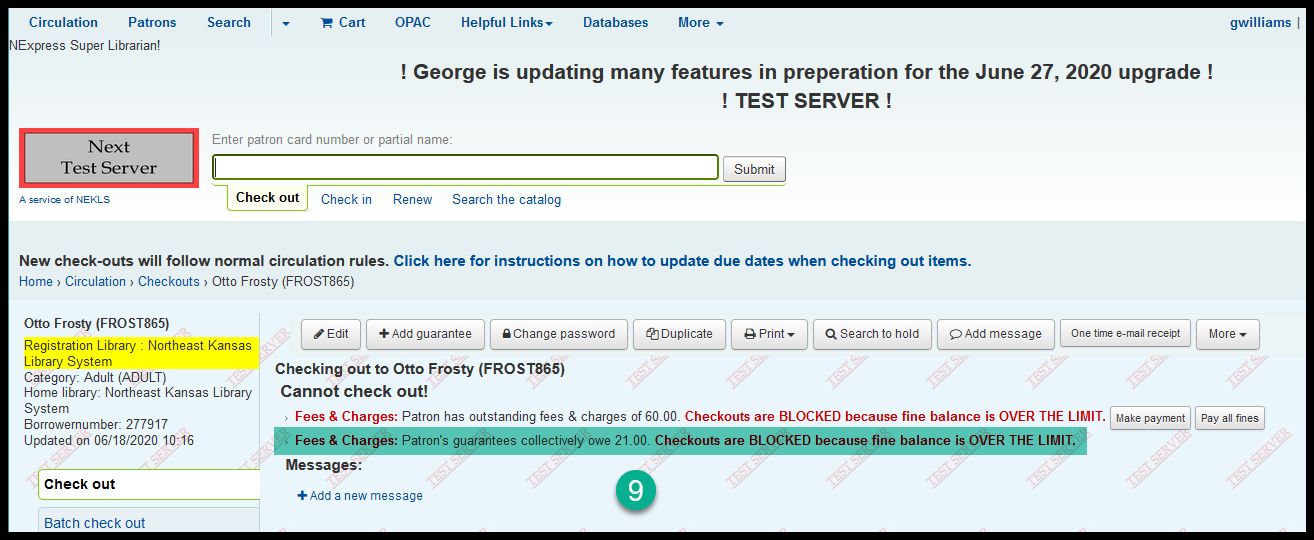 Circulation Patrons Search Cart OPAC Helpful Links Databases More gwilliams |
NExpress Super Librarian!
! George is updating many features in preperation for the June 27, 2020 upgrade !
! TEST SERVER !
Next
Test Server
A service of NEKLS
Enter patron card number or partial name:
Submit
Check out Check in Renew Search the catalog
New check-outs will follow normal circulation rules. Click here for instructions on how to update due dates when checking out items.
Home › Circulation › Checkouts › Otto Frosty (FROST865)
Otto Frosty (FROST865)
Registration Library : Northeast Kansas
Library System
Category: Adult (ADULT)
Home library: Northeast Kansas Library
System
Borrowernumber: 277917
Updated on 06/18/2020 10:16
Check out
Batch check out
Edit Add guarantee Change password Duplicate Print Search to hold Add message One time e-mail receipt More
Checking out to Otto Frosty (FROST865)
Cannot check out!
› Fees & Charges: Patron has outstanding fees & charges of 60.00. Checkouts are BLOCKED because fine balance is OVER THE LIMIT. Make payment Pay all fines
› Fees & Charges: Patron's guarantees collectively owe 21.00. Checkouts are BLOCKED because fine balance is OVER THE LIMIT.
Messages:
Add a new message
9
TEST SERVER